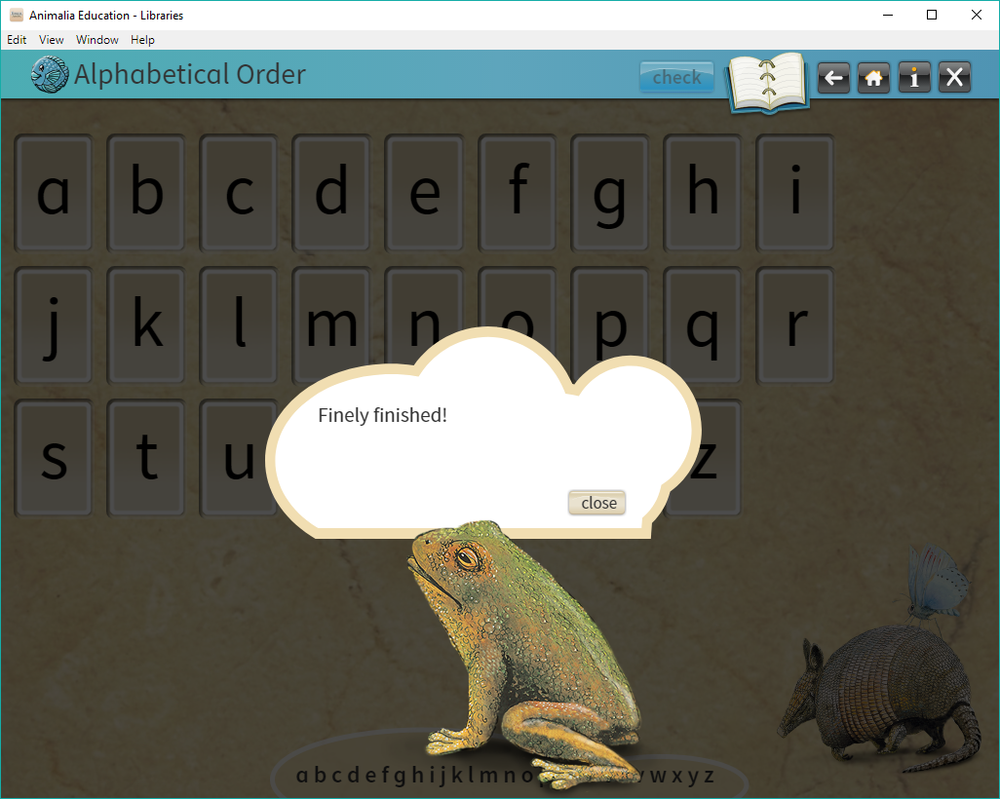 Animalia Education - Libraries
Edit View Window Help
Alphabetical Order
check
a b c d e f g h i
j k l m n o p q r
s t u z
Finely finished!
close
a b c d e f g h i j k l m n o v w x y z